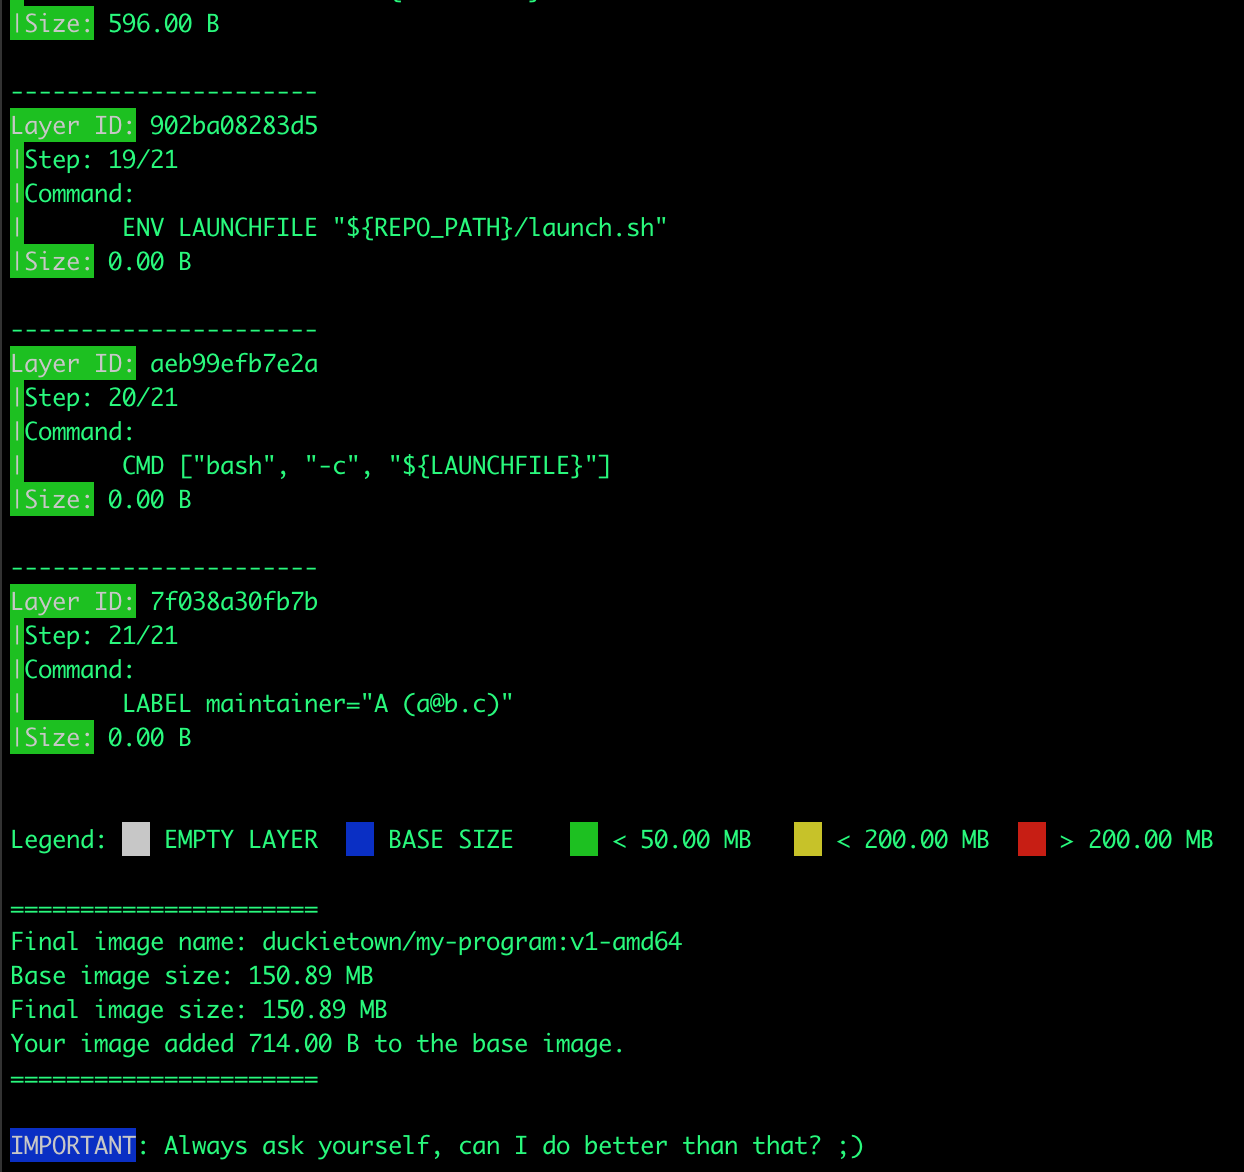 |Size: 596.00 B
----------------------
Layer ID: 902ba08283d5
|Step: 19/21
|Command:
|       ENV LAUNCHFILE "${REPO_PATH}/launch.sh"
|Size: 0.00 B
----------------------
Layer ID: aeb99efb7e2a
|Step: 20/21
|Command:
|       CMD ["bash", "-c", "${LAUNCHFILE}"]
|Size: 0.00 B
----------------------
Layer ID: 7f038a30fb7b
|Step: 21/21
|Command:
|       LABEL maintainer="A (a@b.c)"
|Size: 0.00 B
Legend: EMPTY LAYER BASE SIZE < 50.00 MB < 200.00 MB > 200.00 MB
======================
Final image name: duckietown/my-program:v1-amd64
Base image size: 150.89 MB
Final image size: 150.89 MB
Your image added 714.00 B to the base image.
======================
IMPORTANT: Always ask yourself, can I do better than that? ;)